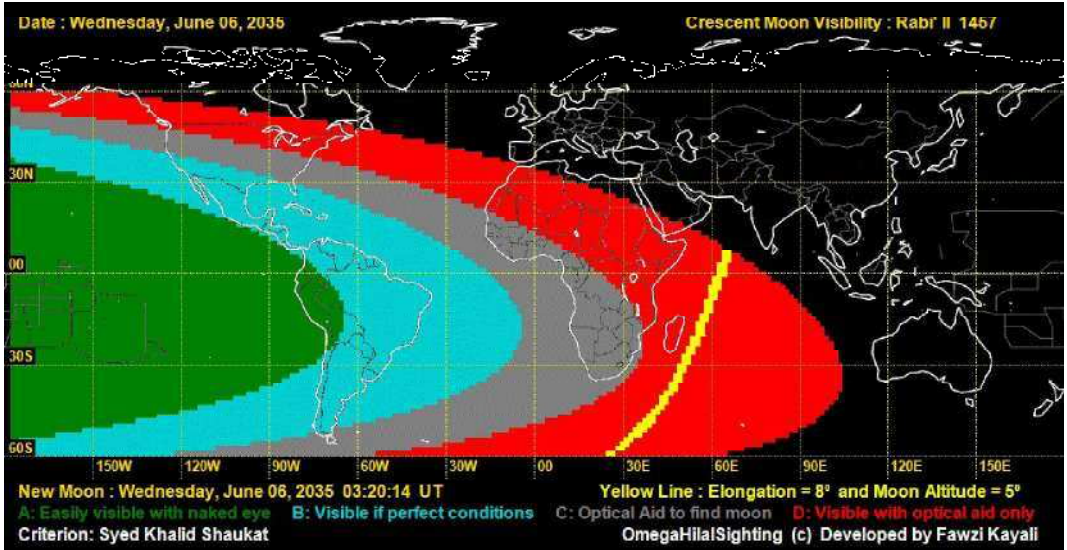 Date : Wednesday, June 06, 2035 Crescent Moon Visibility : Rabi' II 1457
60N
30N
00
30S
60S
150W 120W 90W 60W 30W 00 30E 60E 90E 120E 150E
New Moon : Wednesday, June 06, 2035 03:20:14 UT Yellow Line : Elongation = 8º and Moon Altitude = 5º
A: Easily visible with naked eye B: Visible if perfect conditions C: Optical Aid to find moon D: Visible with optical aid only
Criterion: Syed Khalid Shaukat OmegaHilalSighting (c) Developed by Fawzi Kayali